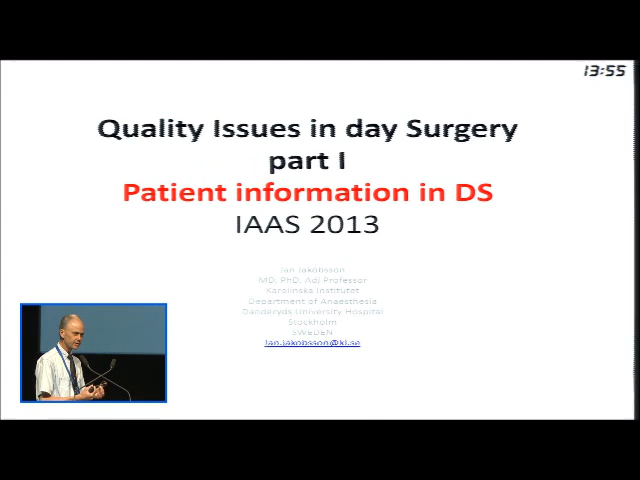 13:55
Quality Issues in day Surgery
part I
Patient information in DS
IAAS 2013
Jan Jakobsson
MD, PhD, Adj Professor
Karolinska Institutet
Department of Anaesthesia
Danderyds University Hospital
Stockholm
SWEDEN
Jan.jakobsson@ki.se